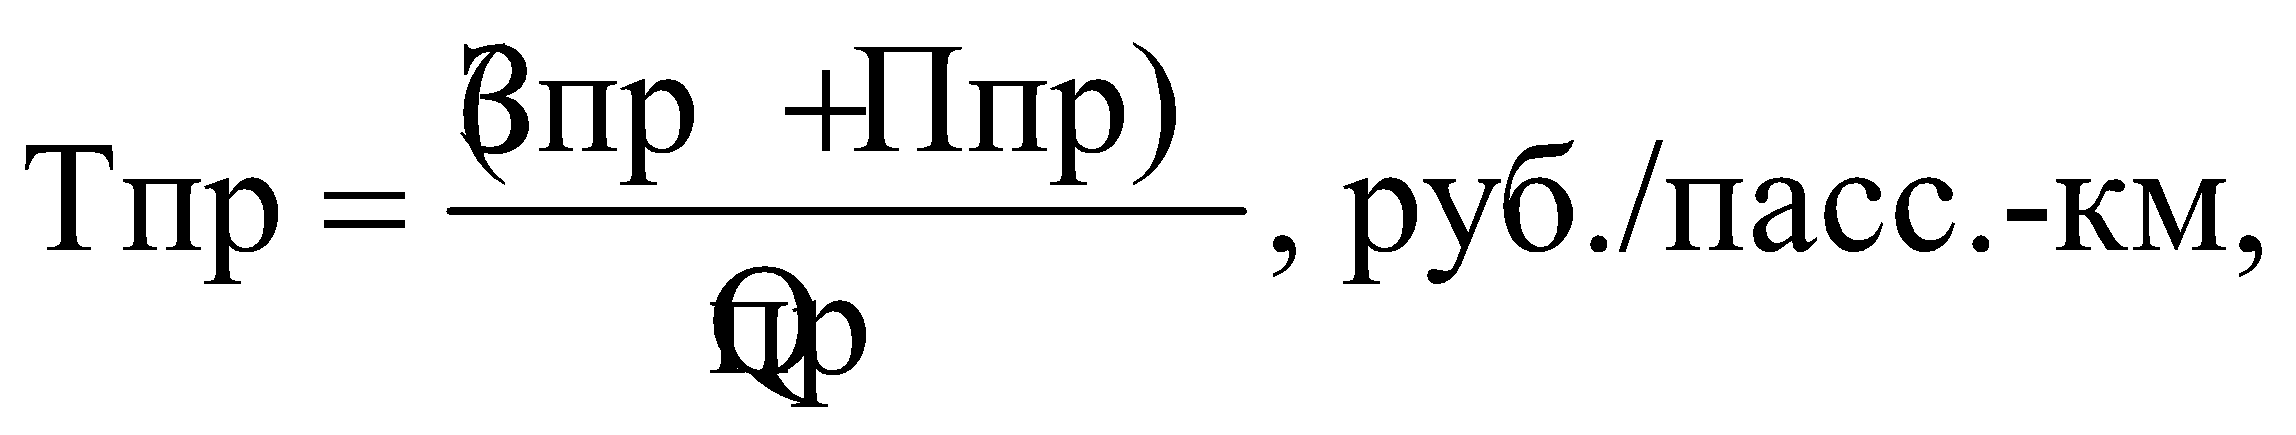 (Зпр +Ппр)
Тпр = , руб./пасс.-км,
Qпр